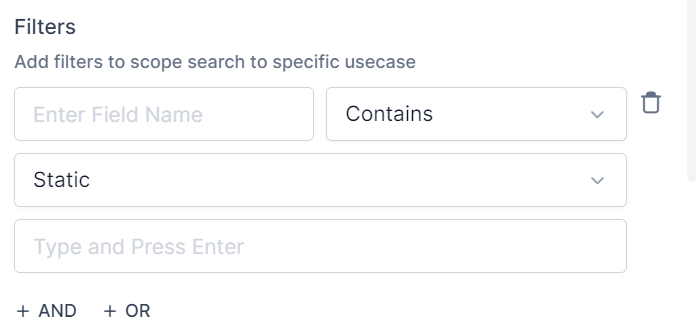 Filters
Add filters to scope search to specific usecase
Enter Field Name
Contains
Static
Type and Press Enter
+ AND + OR